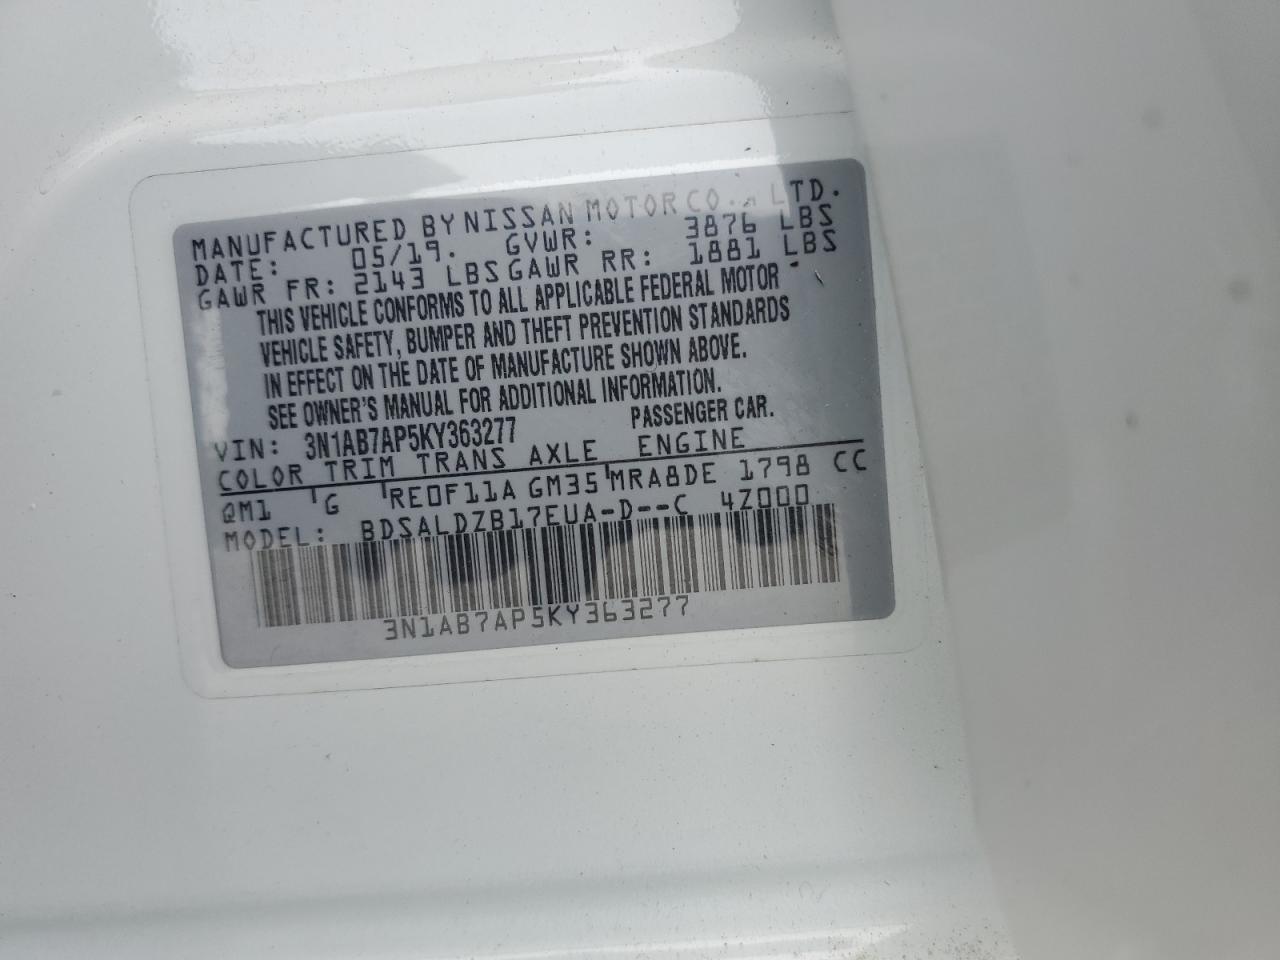 MANUFACTURED BY NISSAN MOTOR CO., LTD.
DATE: 05/19. GVWR: 3876 LBS
GAWR FR: 2143 LBS GAWR RR: 1881 LBS
THIS VEHICLE CONFORMS TO ALL APPLICABLE FEDERAL MOTOR
VEHICLE SAFETY, BUMPER AND THEFT PREVENTION STANDARDS
IN EFFECT ON THE DATE OF MANUFACTURE SHOWN ABOVE.
SEE OWNER'S MANUAL FOR ADDITIONAL INFORMATION.
VIN: 3N1AB7AP5KY363277 PASSENGER CAR.
COLOR TRIM TRANS AXLE ENGINE
QM1 G RE0F11A GM35 MRA8DE 1798 CC
MODEL: BDSALDZB17EUA-D--C 4Z000
3N1AB7AP5KY363277